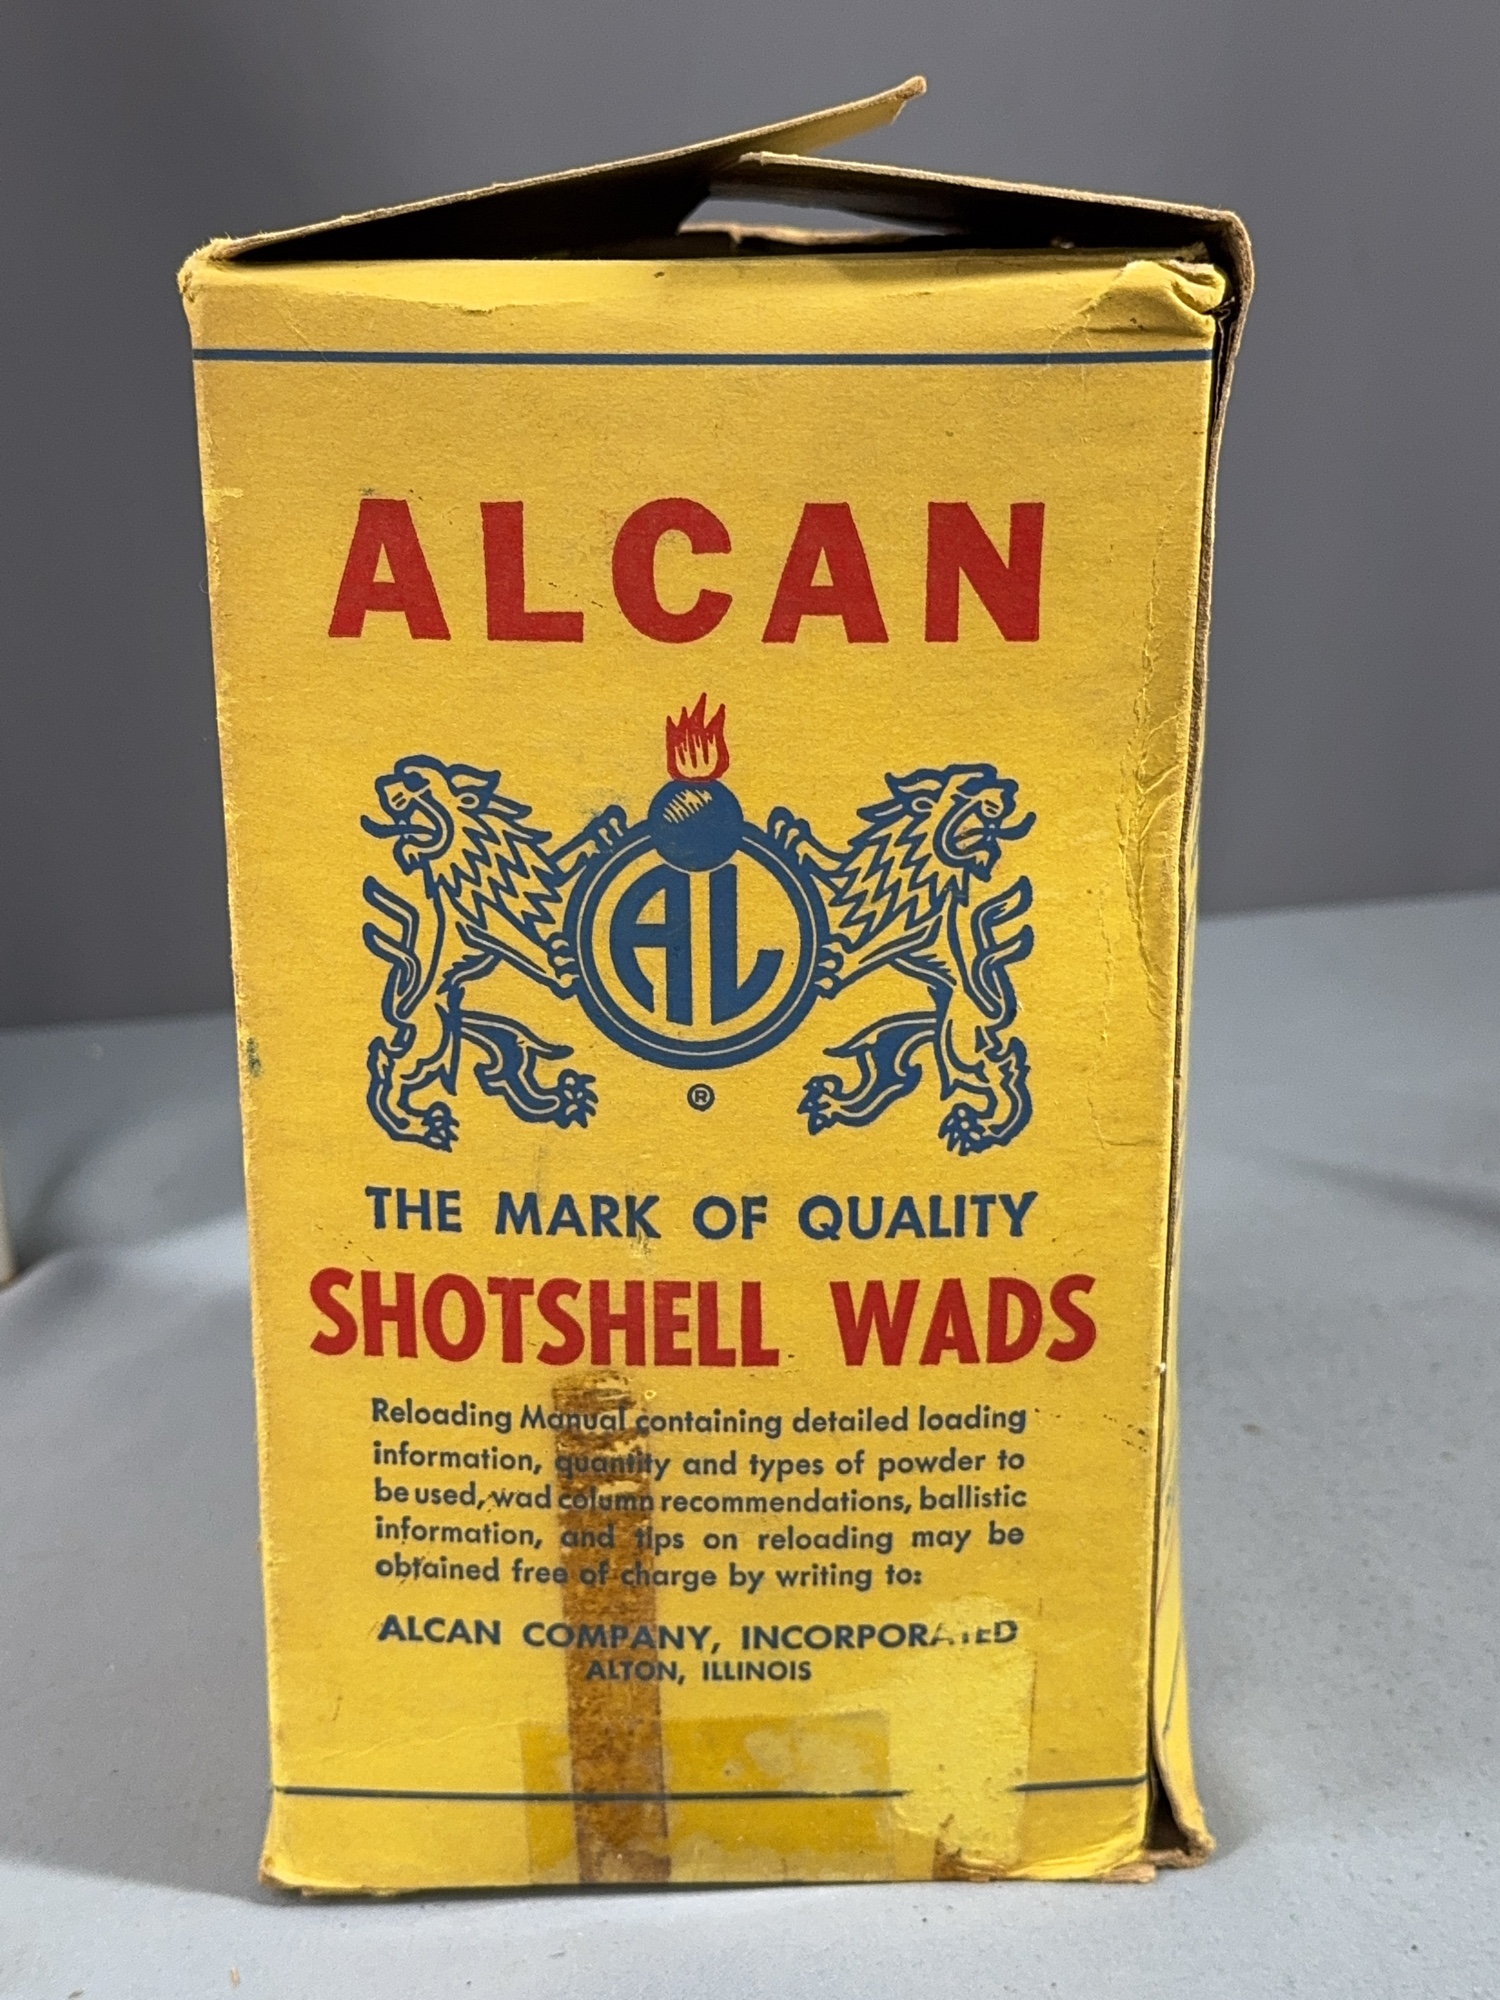 ALCAN
AL
®
THE MARK OF QUALITY
SHOTSHELL WADS
Reloading Manual containing detailed loading
information, quantity and types of powder to
be used, wad column recommendations, ballistic
information, and tips on reloading may be
obtained free of charge by writing to:
ALCAN COMPANY, INCORPORATED
ALTON, ILLINOIS